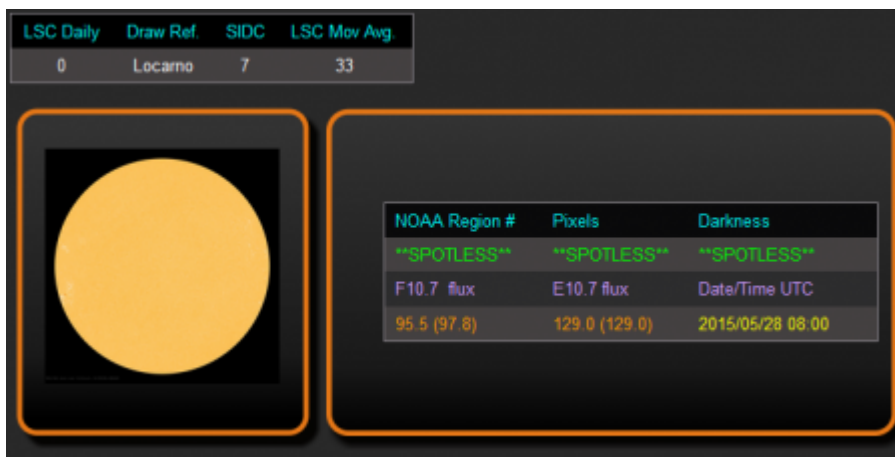 LSC Daily Draw Ref. SIDC LSC Mov Avg.
0 Locarno 7 33
NOAA Region # Pixels Darkness
**SPOTLESS** **SPOTLESS** **SPOTLESS**
F10.7 flux E10.7 flux Date/Time UTC
95.5 (97.8) 129.0 (129.0) 2015/05/28 08:00